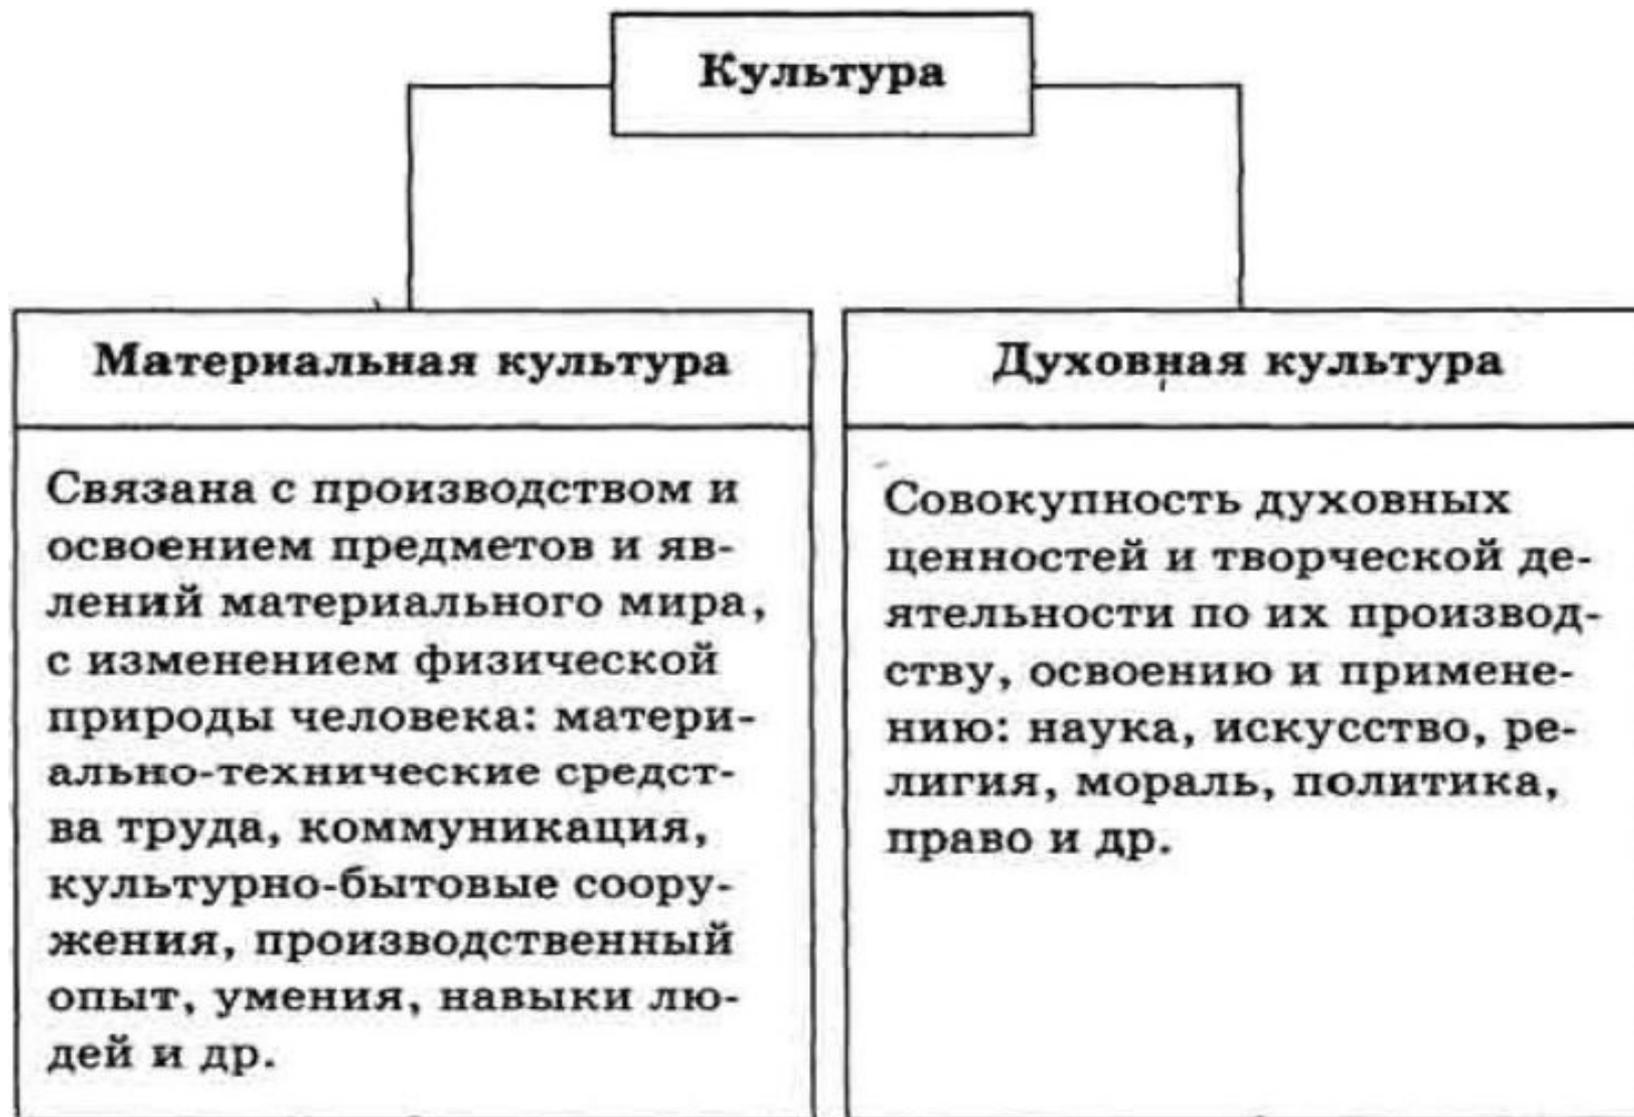 Культура
Материальная культура
Связана с производством и
освоением предметов и яв-
лений материального мира,
с изменением физической
природы человека: матери-
ально-технические средст-
ва труда, коммуникация,
культурно-бытовые соору-
жения, производственный
опыт, умения, навыки лю-
дей и др.
Духовная культура
Совокупность духовных
ценностей и творческой де-
ятельности по их производ-
ству, освоению и примене-
нию: наука, искусство, ре-
лигия, мораль, политика,
право и др.